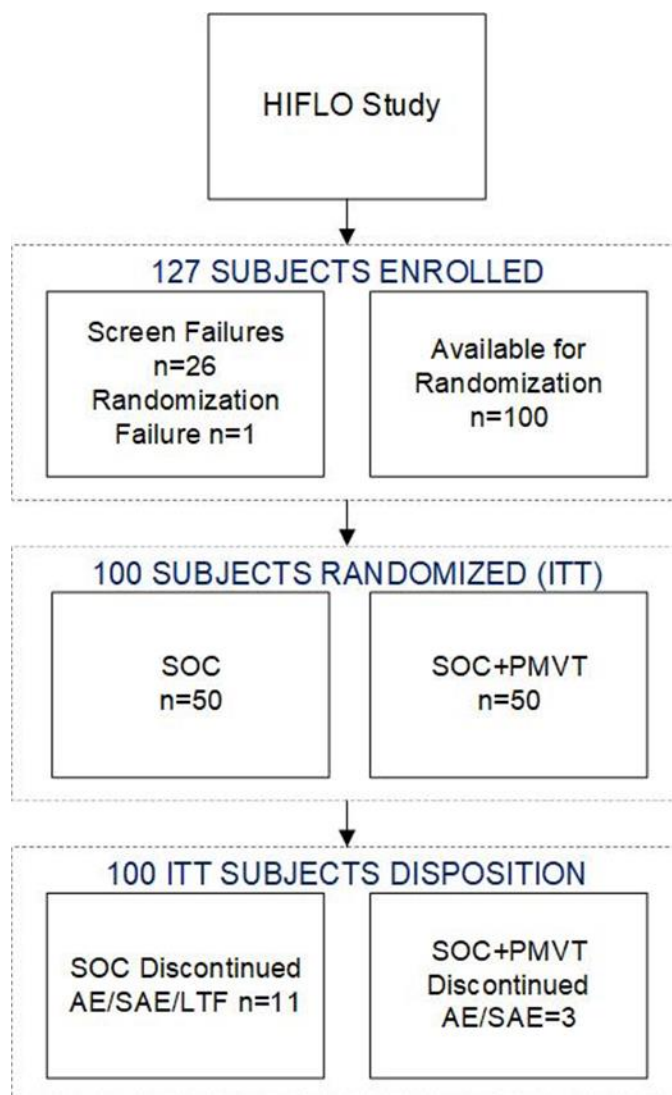 HIFLO Study
127 SUBJECTS ENROLLED
Screen Failures
n=26
Randomization
Failure n=1
Available for
Randomization
n=100
100 SUBJECTS RANDOMIZED (ITT)
SOC
n=50
SOC+PMVT
n=50
100 ITT SUBJECTS DISPOSITION
SOC Discontinued
AE/SAE/LTF n=11
SOC+PMVT
Discontinued
AE/SAE=3